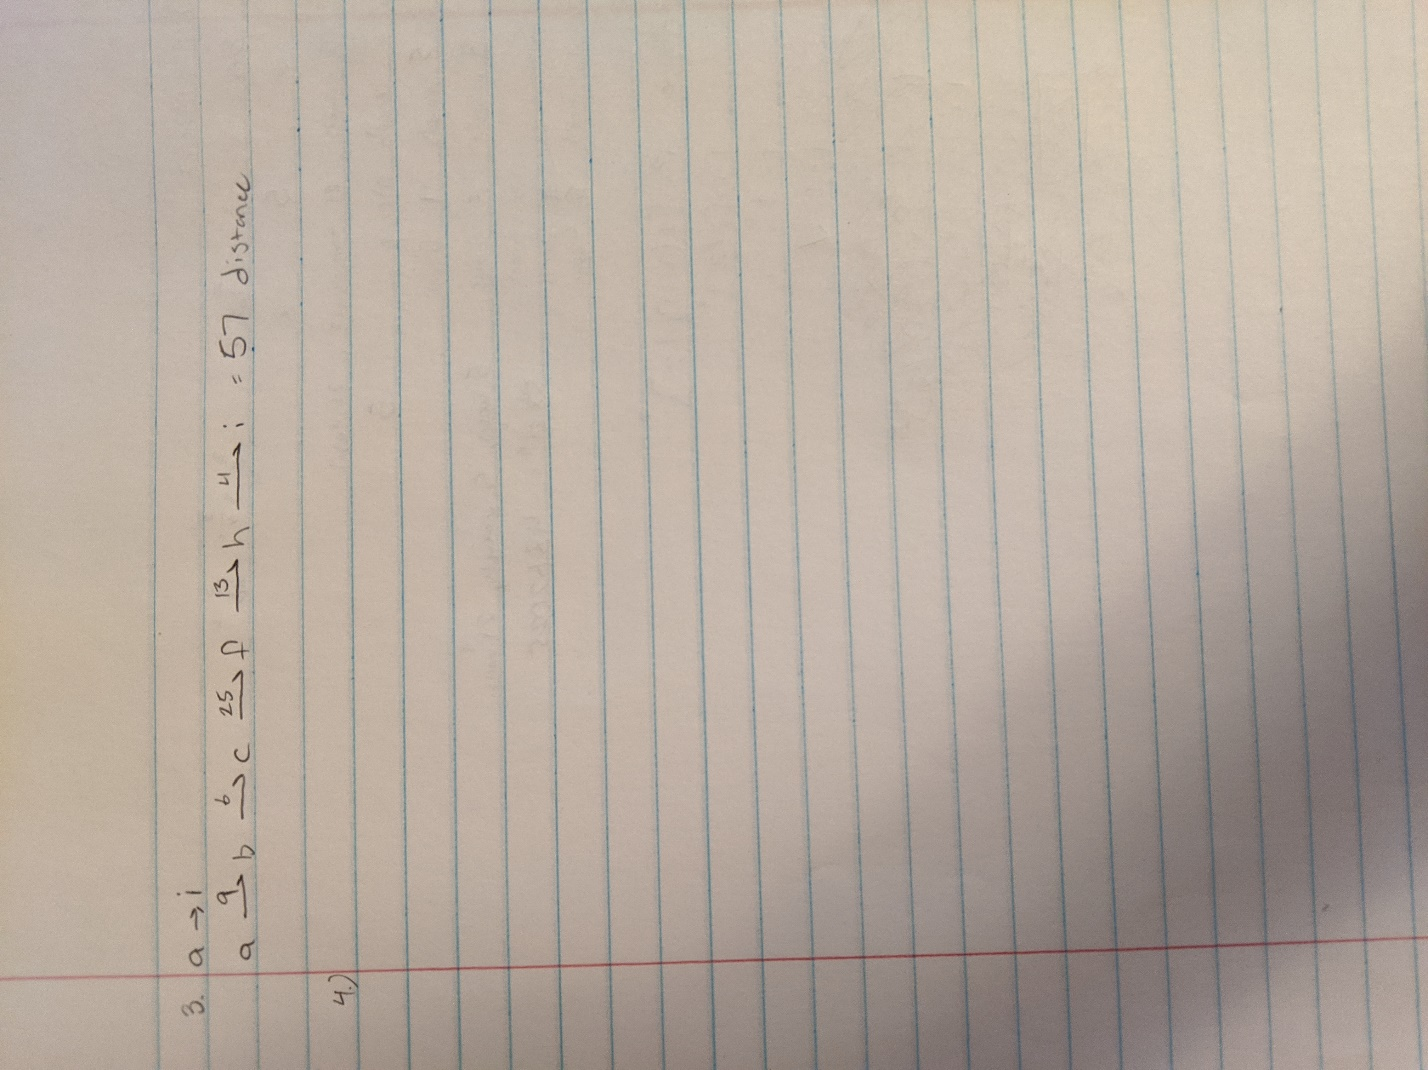 3. a → i
a 9→ b 6→ c 25→ f 13→ h 4→ i = 57 distance
4.)